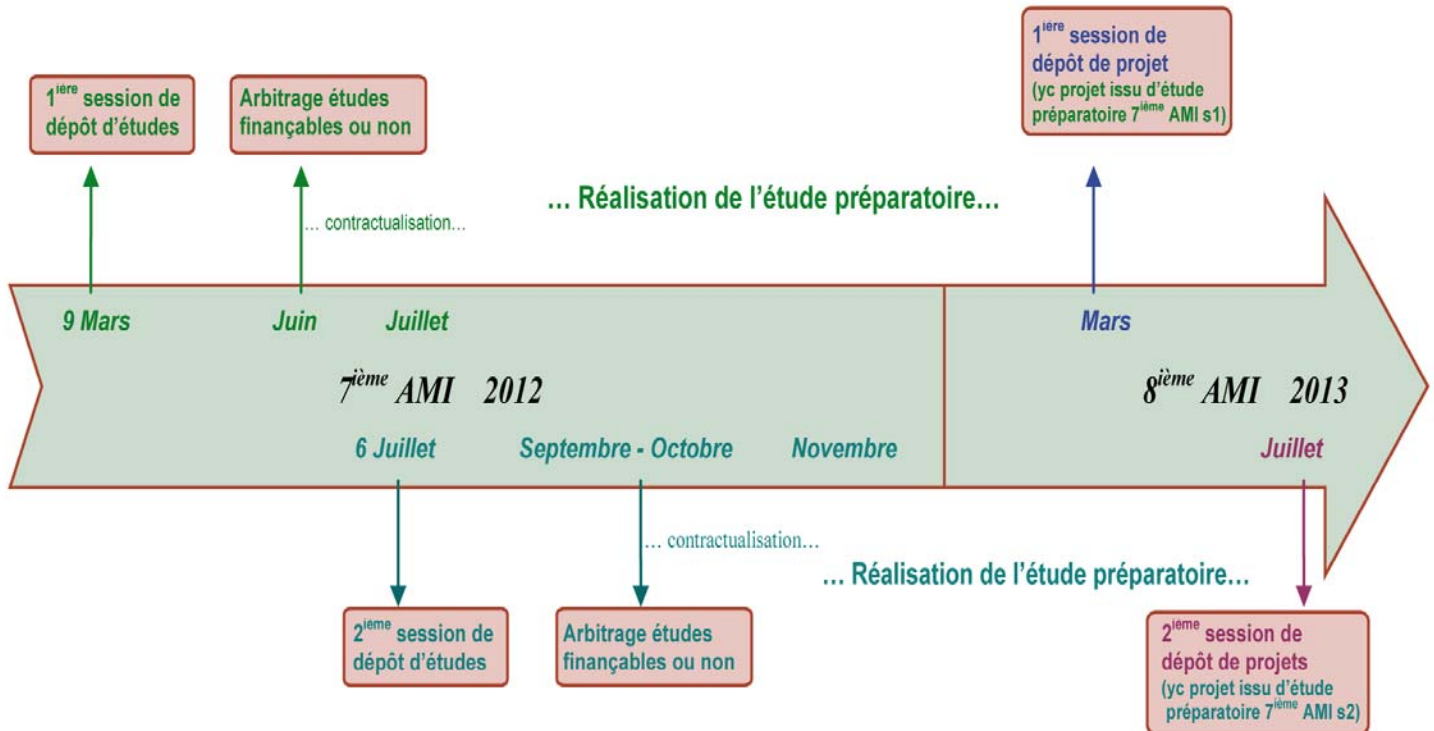 1ière session de
dépôt d'études
Arbitrage études
finançables ou non
1ière session de
dépôt de projet
(yc projet issu d'étude
préparatoire 7ième AMI s1)
… Réalisation de l'étude préparatoire…
… contractualisation…
9 Mars
Juin
Juillet
Mars
7ième AMI 2012
8ième AMI 2013
6 Juillet
Septembre - Octobre
Novembre
Juillet
… contractualisation…
… Réalisation de l'étude préparatoire…
2ième session de
dépôt d'études
Arbitrage études
finançables ou non
2ième session de
dépôt de projets
(yc projet issu d'étude
préparatoire 7ième AMI s2)